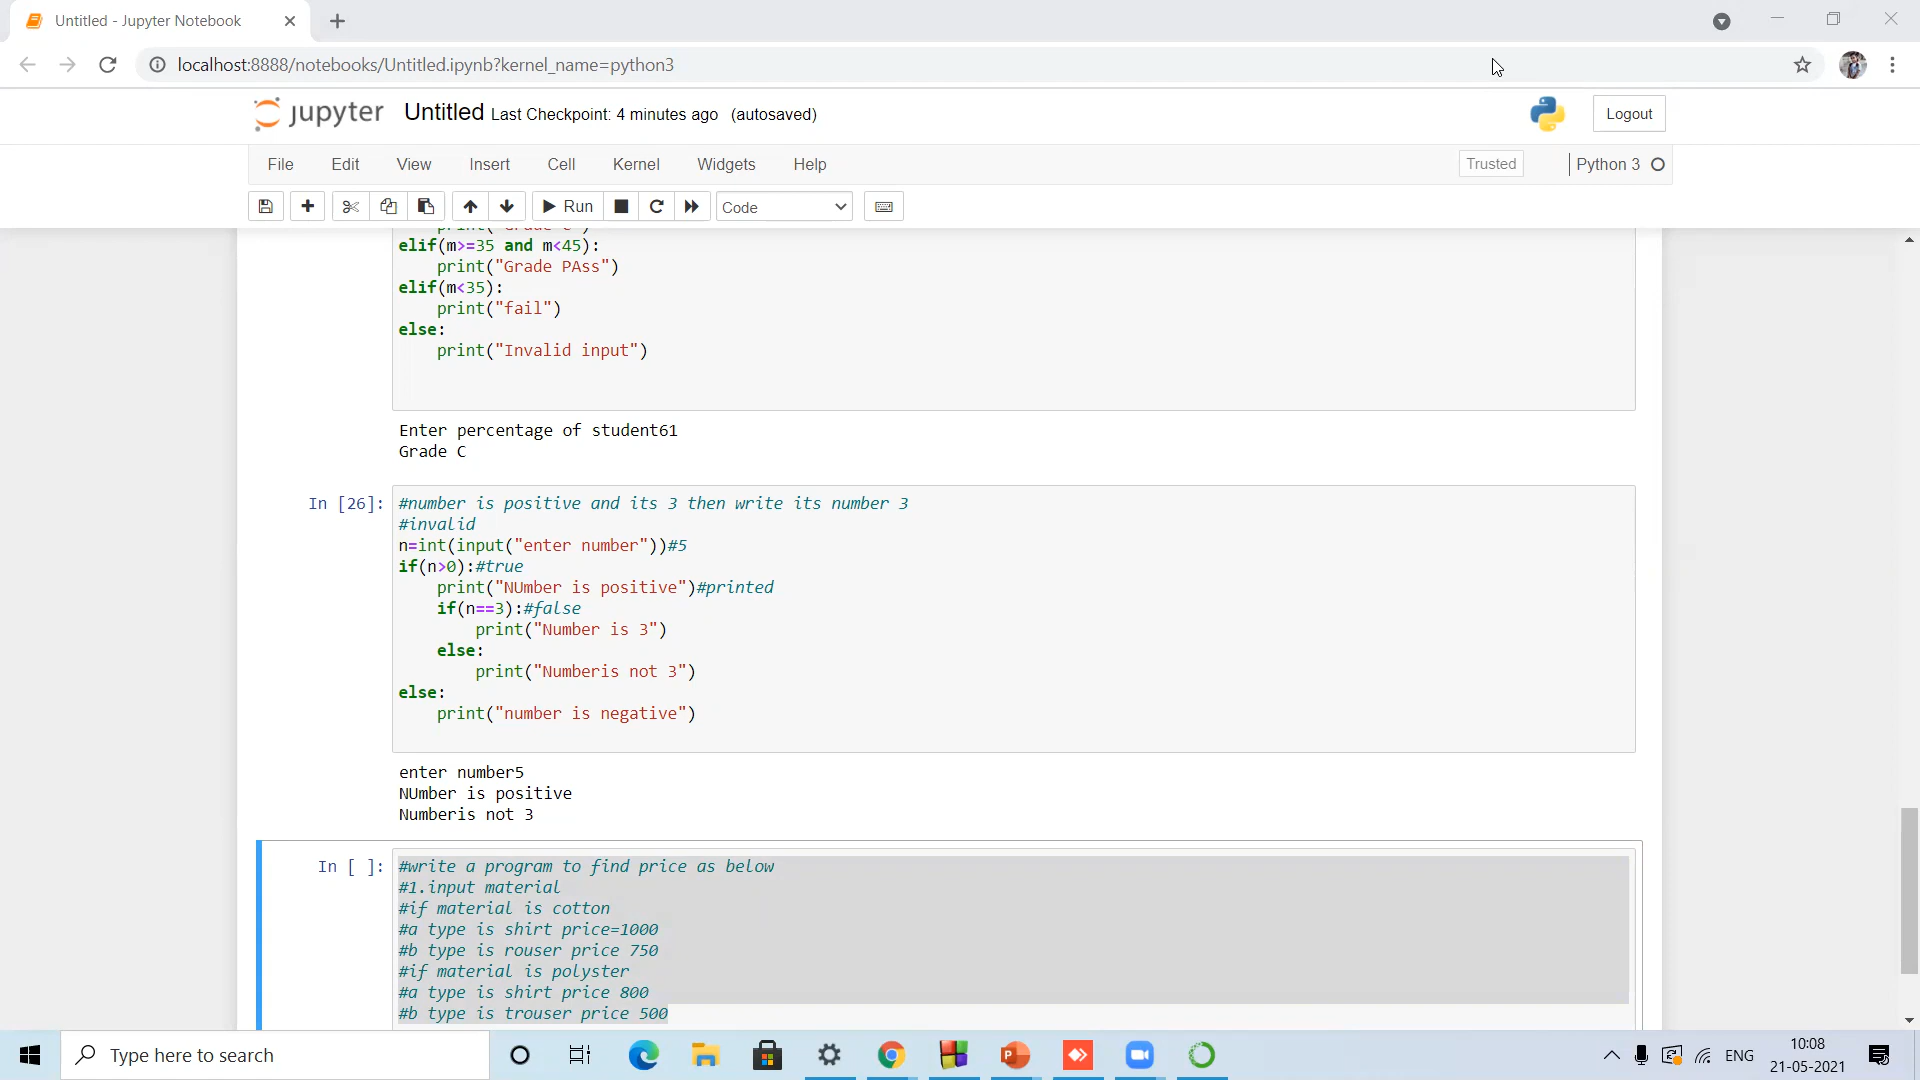 Untitled - Jupyter Notebook
localhost:8888/notebooks/Untitled.ipynb?kernel_name=python3
jupyter Untitled Last Checkpoint: 4 minutes ago (autosaved)
Logout
File Edit View Insert Cell Kernel Widgets Help
Trusted
Python 3
Run
Code
elif(m>=35 and m<45):
print("Grade PAss")
elif(m<35):
print("fail")
else:
print("Invalid input")
Enter percentage of student61
Grade C
In [26]:
#number is positive and its 3 then write its number 3
#invalid
n=int(input("enter number"))#5
if(n>0):#true
print("NUmber is positive")#printed
if(n==3):#false
print("Number is 3")
else:
print("Numberis not 3")
else:
print("number is negative")
enter number5
NUmber is positive
Numberis not 3
In [ ]:
#write a program to find price as below
#1.input material
#if material is cotton
#a type is shirt price=1000
#b type is rouser price 750
#if material is polyster
#a type is shirt price 800
#b type is trouser price 500
Type here to search
ENG
10:08
21-05-2021